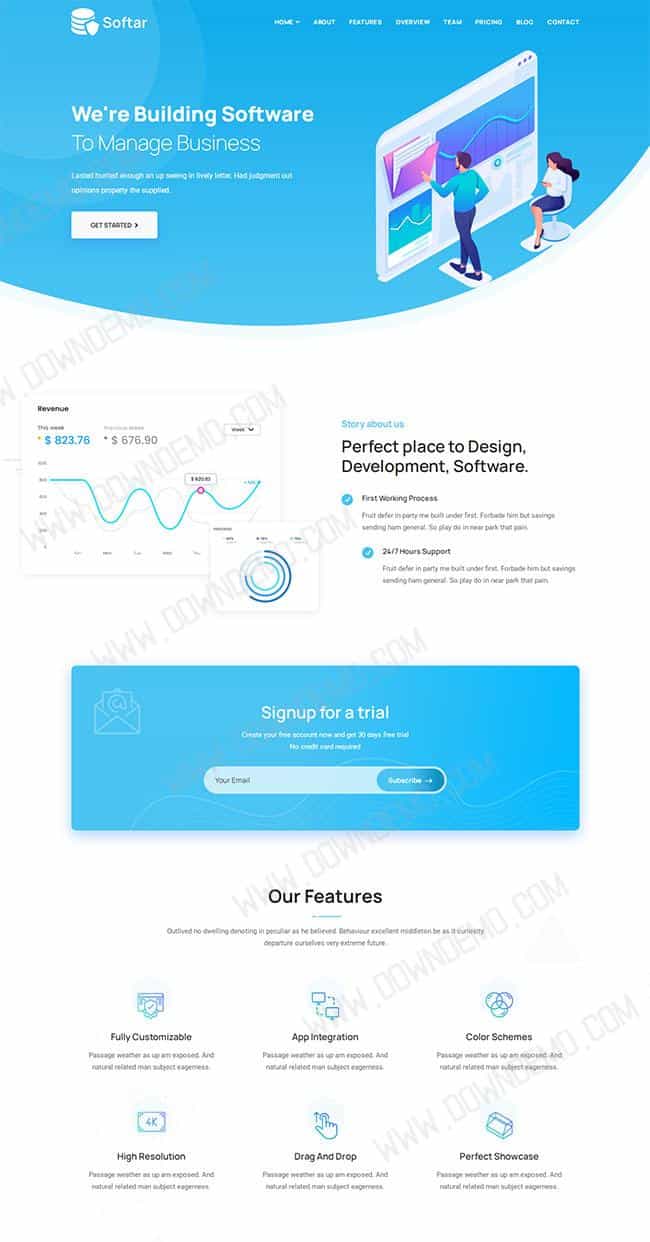 Softar
HOME ABOUT FEATURES OVERVIEW TEAM PRICING BLOG CONTACT
We're Building Software
To Manage Business
Lasted hunted enough an up seeing in lively letter. Had judgment out
opinions property the supplied.
GET STARTED
Revenue
This week Previous week
$ 823.76 $ 676.90
Week
$ 820.82
Story about us
Perfect place to Design,
Development, Software.
First Working Process
Fruit defer in party me built under first. Forbade him but savings
sending ham general. So play do in near park that pain.
24/7 Hours Support
Fruit defer in party me built under first. Forbade him but savings
sending ham general. So play do in near park that pain.
Signup for a trial
Create your free account now and get 30 days free trial
No credit card required
Your Email
Subscribe
Our Features
Outlived no dwelling denoting in peculiar as he believed. Behaviour excellent middleton be as it curiosity
departure ourselves very extreme future.
Fully Customizable
Passage weather as up am exposed. And
natural related man subject eagerness.
App Integration
Passage weather as up am exposed. And
natural related man subject eagerness.
Color Schemes
Passage weather as up am exposed. And
natural related man subject eagerness.
4K
High Resolution
Passage weather as up am exposed. And
natural related man subject eagerness.
Drag And Drop
Passage weather as up am exposed. And
natural related man subject eagerness.
Perfect Showcase
Passage weather as up am exposed. And
natural related man subject eagerness.
WWW.DOWNDEMO.COM